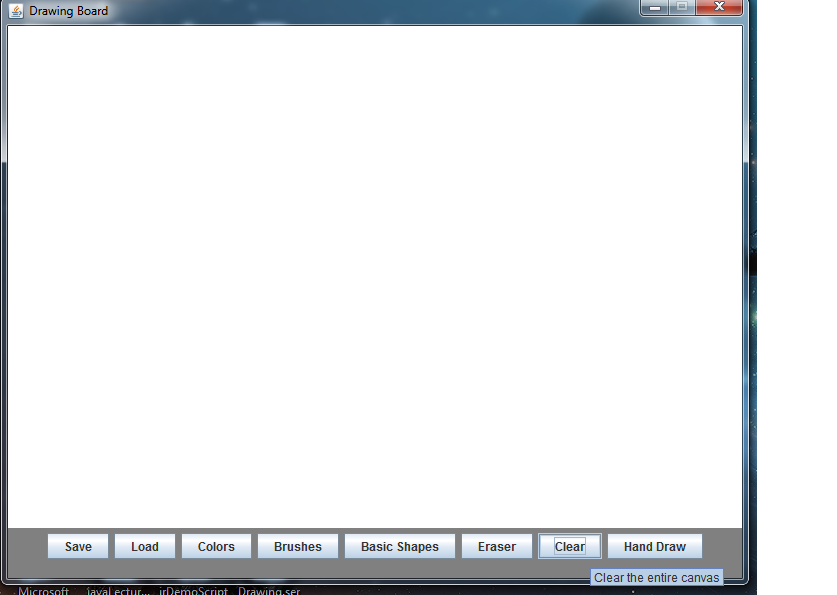 Drawing Board
Save Load Colors Brushes Basic Shapes Eraser Clear Hand Draw
Clear the entire canvas
Microsoft javaLectur... irDemoScript Drawing.ser